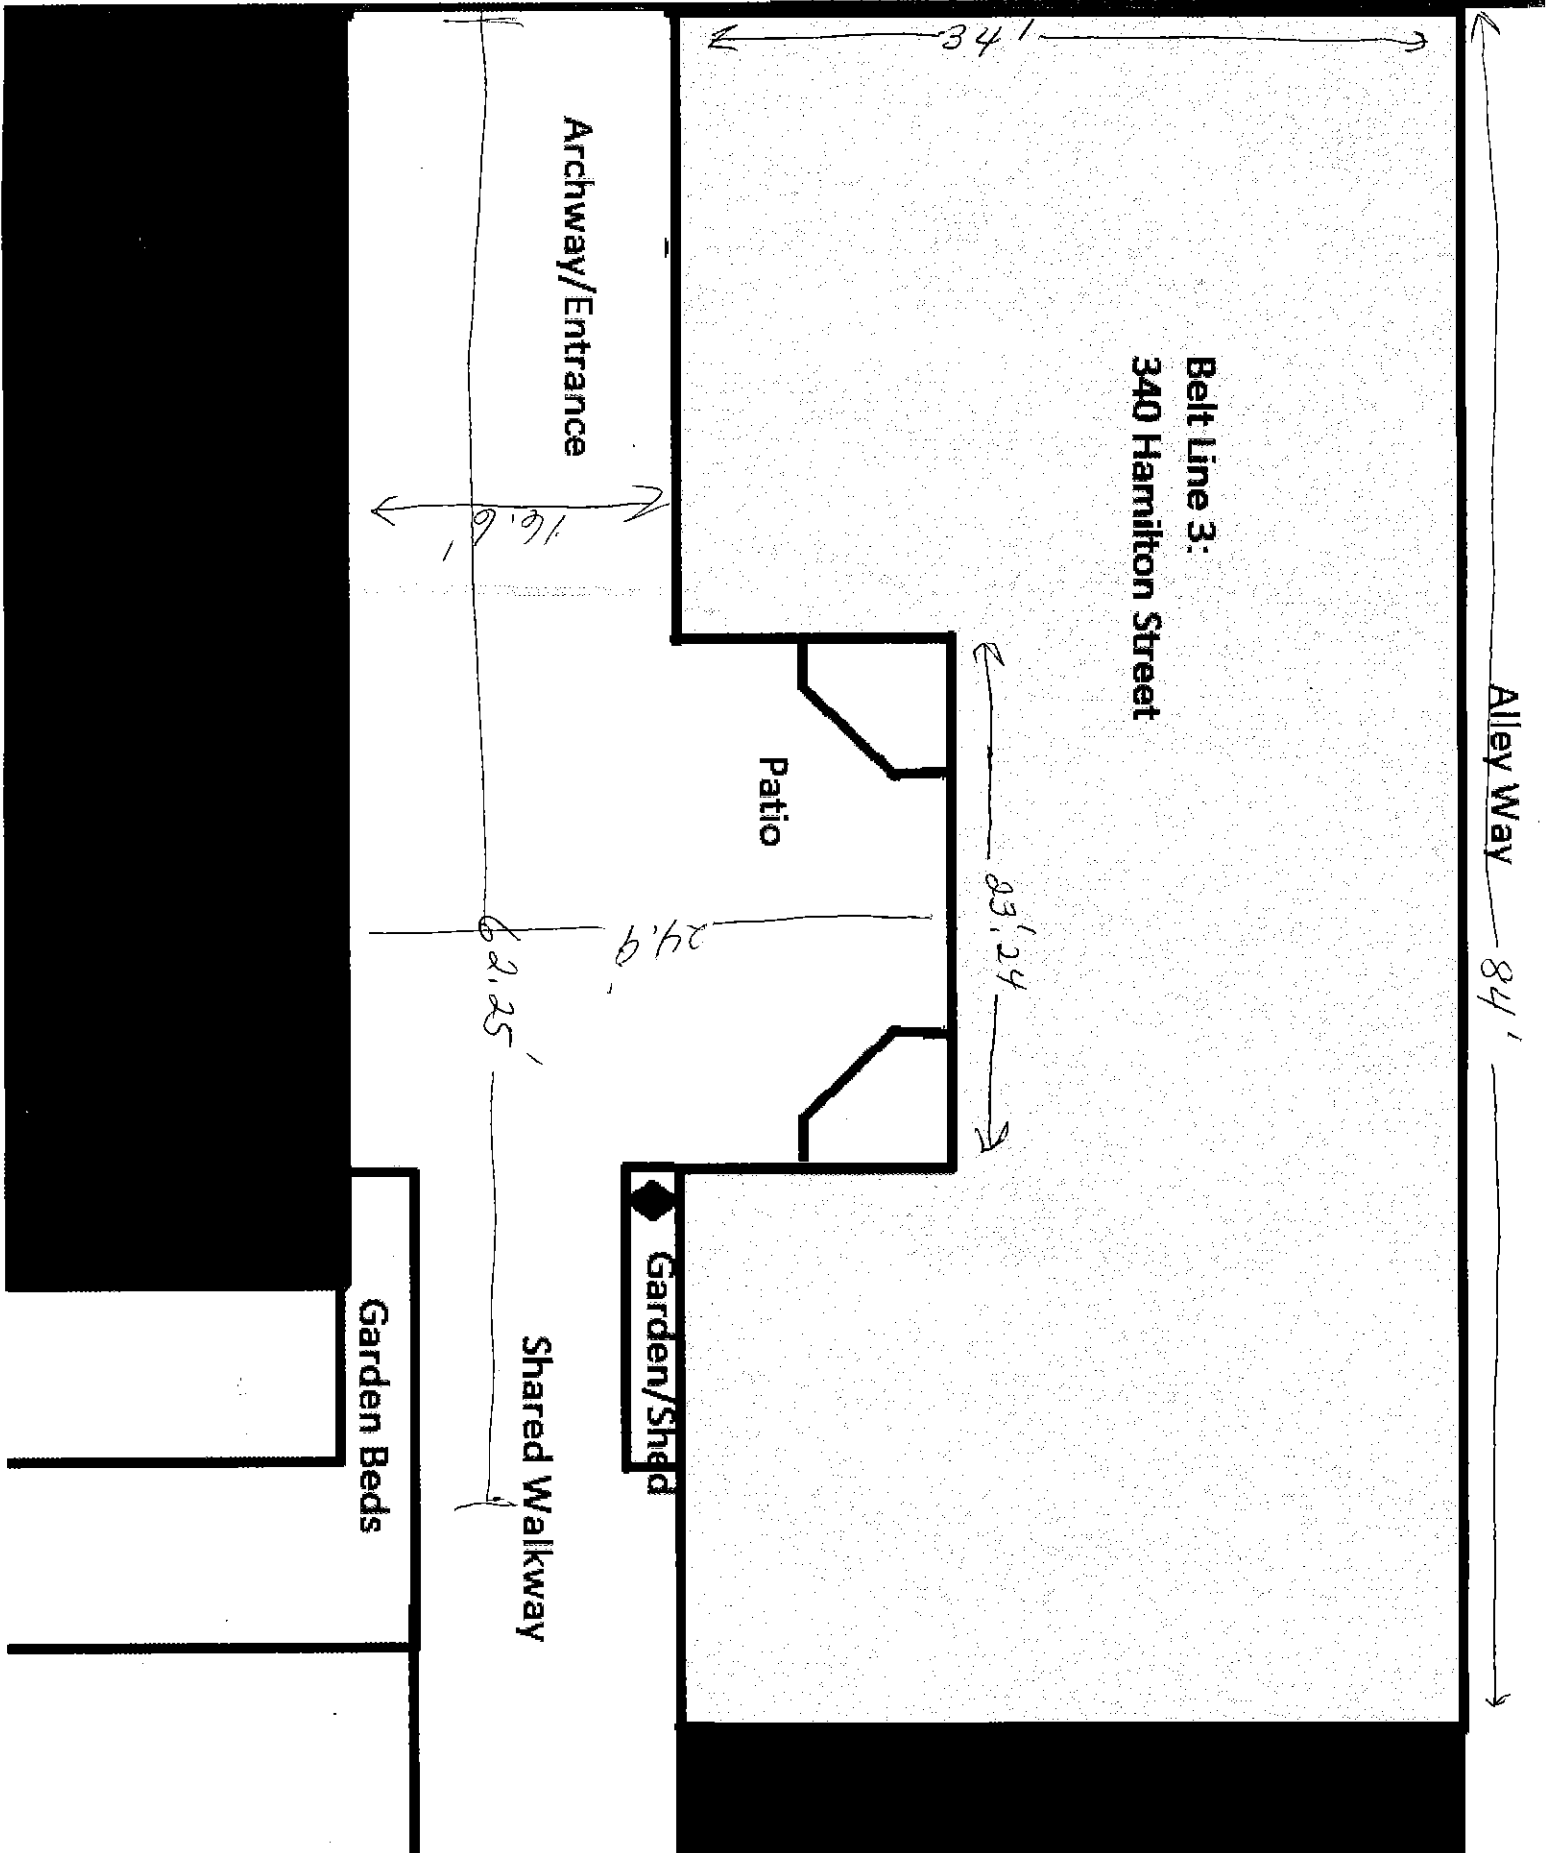 Alley Way
84'
Belt Line 3:
340 Hamilton Street
34'
23'.24
Patio
24.9'
Garden/Shed
Archway/Entrance
16.6'
62.25'
Shared Walkway
Garden Beds